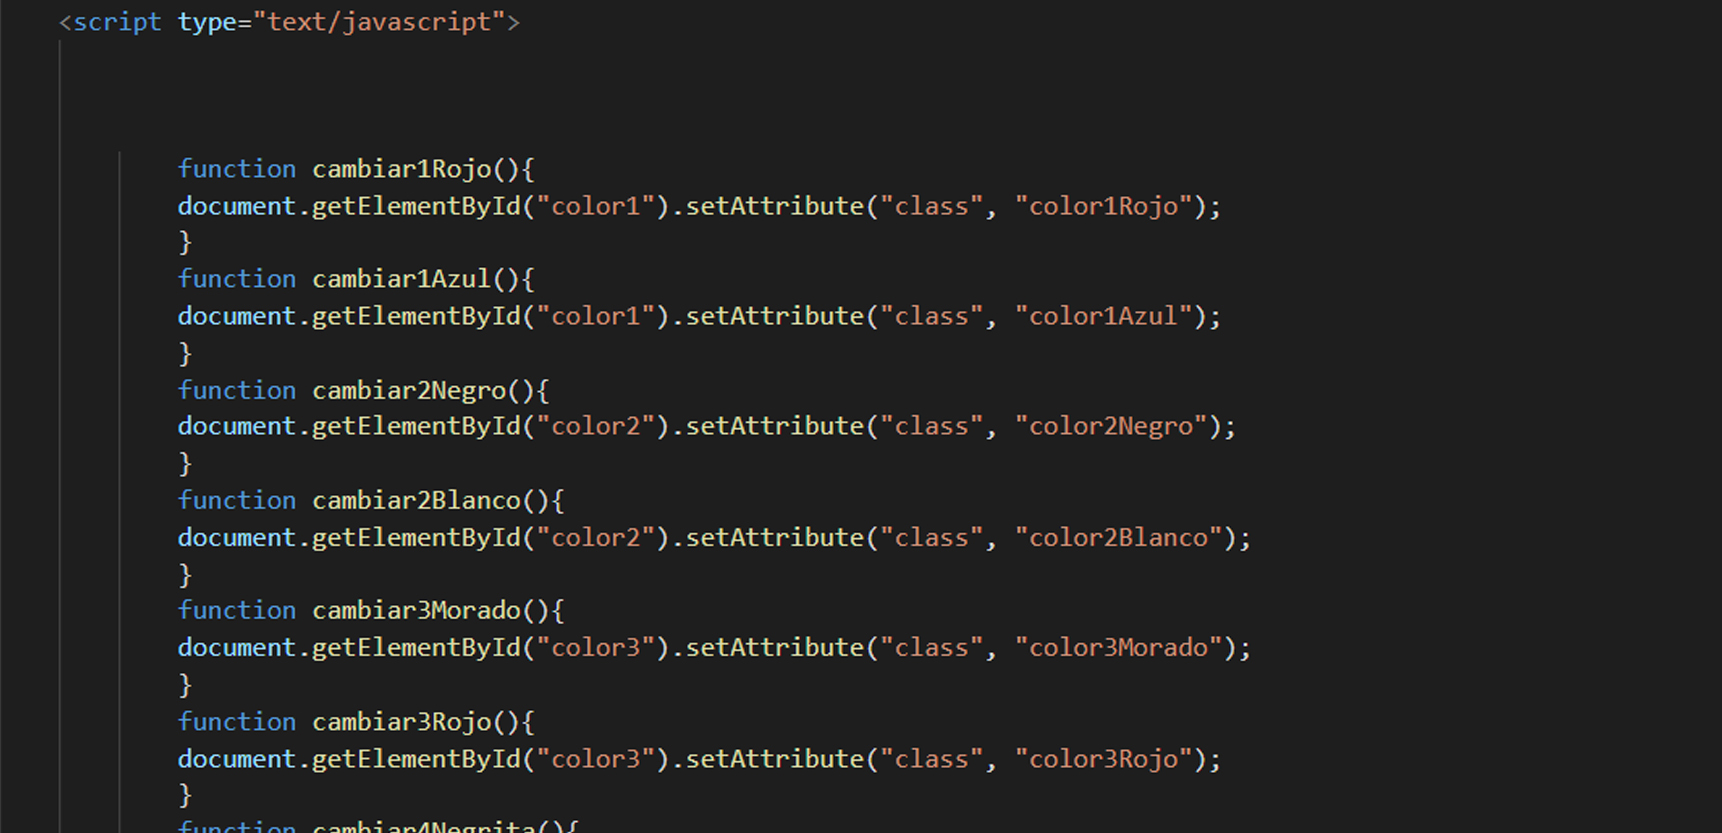 <script type="text/javascript">
function cambiar1Rojo(){
document.getElementById("color1").setAttribute("class", "color1Rojo");
}
function cambiar1Azul(){
document.getElementById("color1").setAttribute("class", "color1Azul");
}
function cambiar2Negro(){
document.getElementById("color2").setAttribute("class", "color2Negro");
}
function cambiar2Blanco(){
document.getElementById("color2").setAttribute("class", "color2Blanco");
}
function cambiar3Morado(){
document.getElementById("color3").setAttribute("class", "color3Morado");
}
function cambiar3Rojo(){
document.getElementById("color3").setAttribute("class", "color3Rojo");
}
function cambiar4Negrita(){